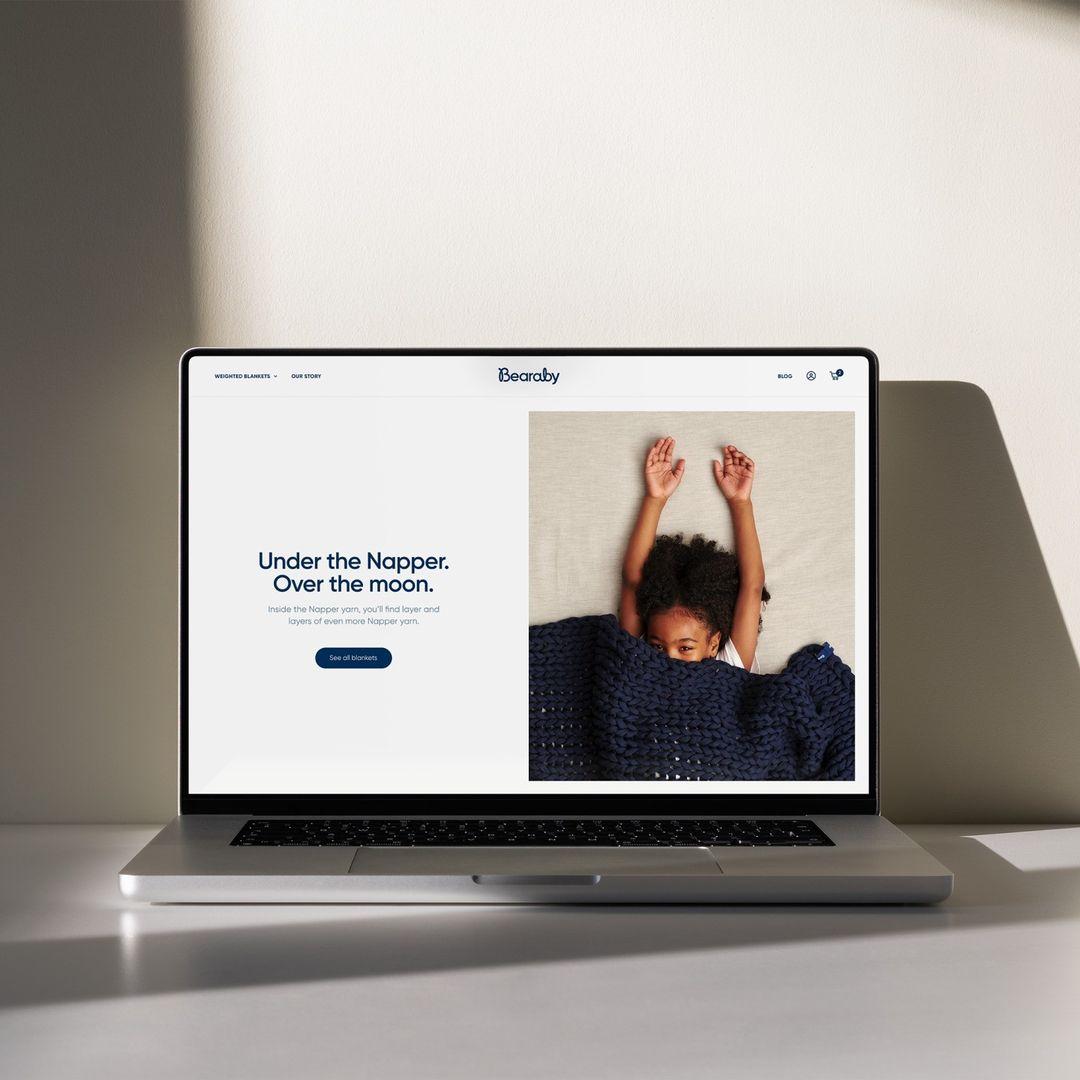 WEIGHTED BLANKETS
OUR STORY
Bearaby
BLOG
2
Under the Napper.
Over the moon.
Inside the Napper yarn, you'll find layer and
layers of even more Napper yarn.
See all blankets